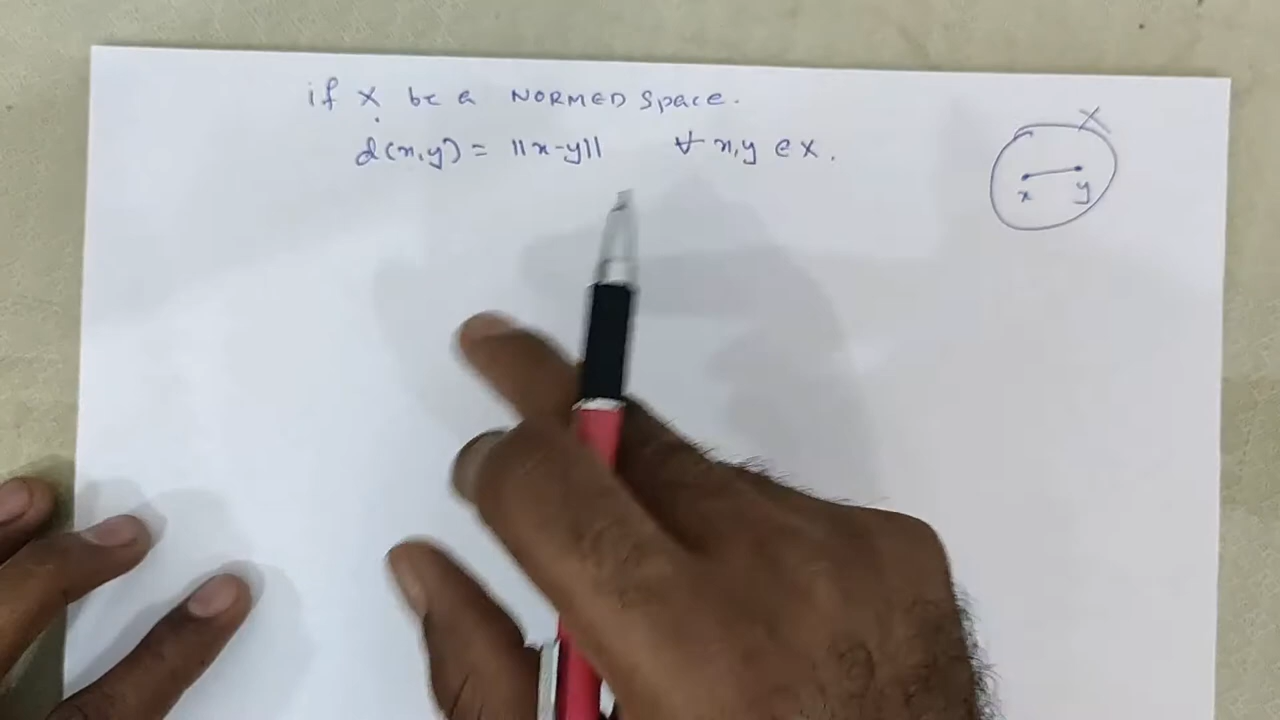 if X be a NORMED space.
d(x,y) = ||x-y|| ∀ x,y ∈ X.
X
x y